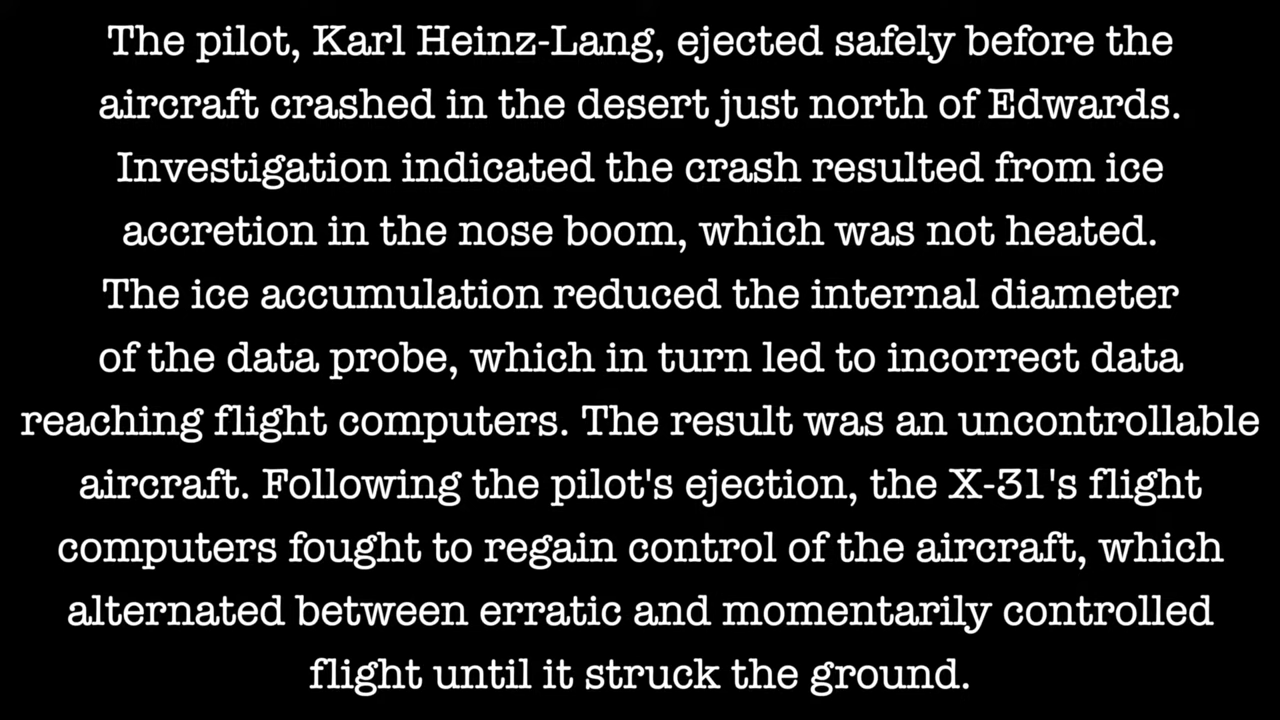 The pilot, Karl Heinz-Lang, ejected safely before the
aircraft crashed in the desert just north of Edwards.
Investigation indicated the crash resulted from ice
accretion in the nose boom, which was not heated.
The ice accumulation reduced the internal diameter
of the data probe, which in turn led to incorrect data
reaching flight computers. The result was an uncontrollable
aircraft. Following the pilot's ejection, the X-31's flight
computers fought to regain control of the aircraft, which
alternated between erratic and momentarily controlled
flight until it struck the ground.